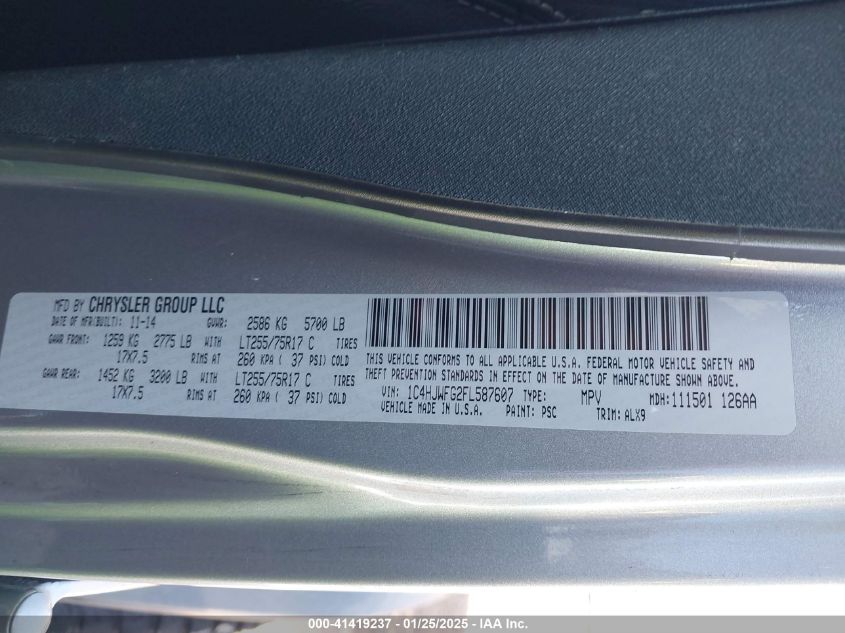 MFD BY CHRYSLER GROUP LLC
DATE OF MFR(BUILT): 11-14 GVWR: 2586 KG 5700 LB
GAWR FRONT: 1259 KG 2775 LB WITH LT255/75R17 C TIRES
17X7.5 RIMS AT 260 KPA ( 37 PSI) COLD
GAWR REAR: 1452 KG 3200 LB WITH LT255/75R17 C TIRES
17X7.5 RIMS AT 260 KPA ( 37 PSI) COLD
THIS VEHICLE CONFORMS TO ALL APPLICABLE U.S.A. FEDERAL MOTOR VEHICLE SAFETY AND
THEFT PREVENTION STANDARDS IN EFFECT ON THE DATE OF MANUFACTURE SHOWN ABOVE.
VIN: 1C4HJWFG2FL587607 TYPE: MPV MDH: 111501 126AA
VEHICLE MADE IN U.S.A. PAINT: PSC TRIM: ALX9
000-41419237 - 01/25/2025 - IAA Inc.